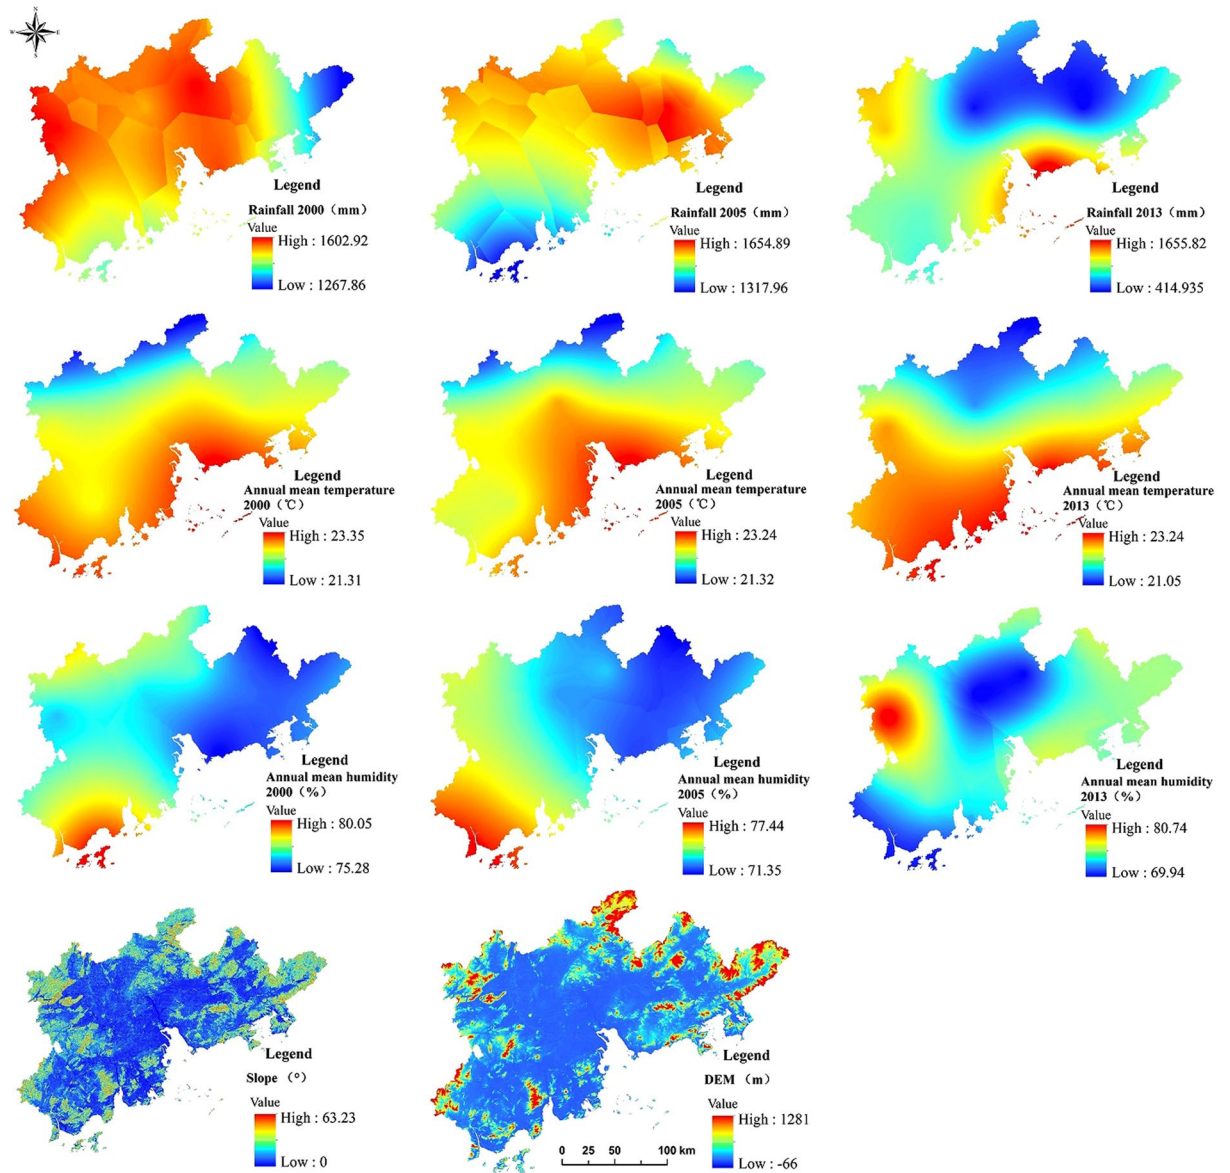 N
W E
S
Legend
Rainfall 2000（mm）
Value
High : 1602.92
Low : 1267.86
Legend
Rainfall 2005（mm）
Value
High : 1654.89
Low : 1317.96
Legend
Rainfall 2013（mm）
Value
High : 1655.82
Low : 414.935
Legend
Annual mean temperature
2000（℃）
Value
High : 23.35
Low : 21.31
Legend
Annual mean temperature
2005（℃）
Value
High : 23.24
Low : 21.32
Legend
Annual mean temperature
2013（℃）
Value
High : 23.24
Low : 21.05
Legend
Annual mean humidity
2000（%）
Value
High : 80.05
Low : 75.28
Legend
Annual mean humidity
2005（%）
Value
High : 77.44
Low : 71.35
Legend
Annual mean humidity
2013（%）
Value
High : 80.74
Low : 69.94
Legend
Slope （°）
Value
High : 63.23
Low : 0
Legend
DEM （m）
Value
High : 1281
Low : -66
0 25 50 100 km